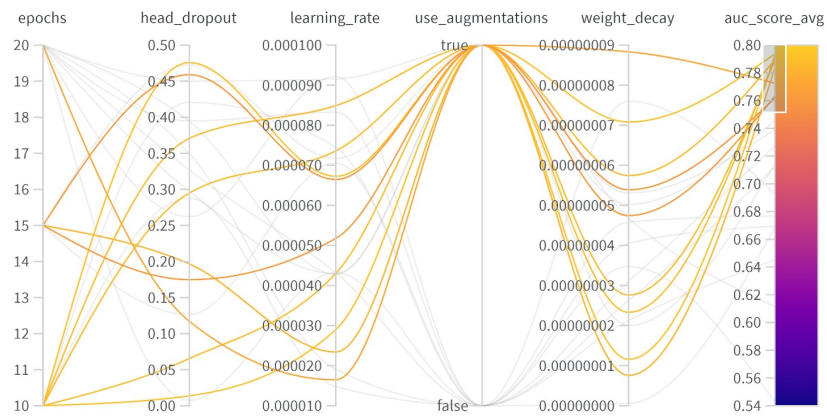 epochs head_dropout learning_rate use_augmentations weight_decay auc_score_avg
20 0.50 0.000100 true 0.00000009 0.80
19 0.45 0.000090 0.00000008 0.78
18 0.40 0.000080 0.00000007 0.76
17 0.35 0.000070 0.00000006 0.74
16 0.30 0.000060 0.00000005 0.72
15 0.25 0.000050 0.00000004 0.70
14 0.20 0.000040 0.00000003 0.68
13 0.15 0.000030 0.00000002 0.66
12 0.10 0.000020 0.00000001 0.64
11 0.05 0.000010 false 0.00000000 0.62
10 0.00 0.60
0.58
0.56
0.54